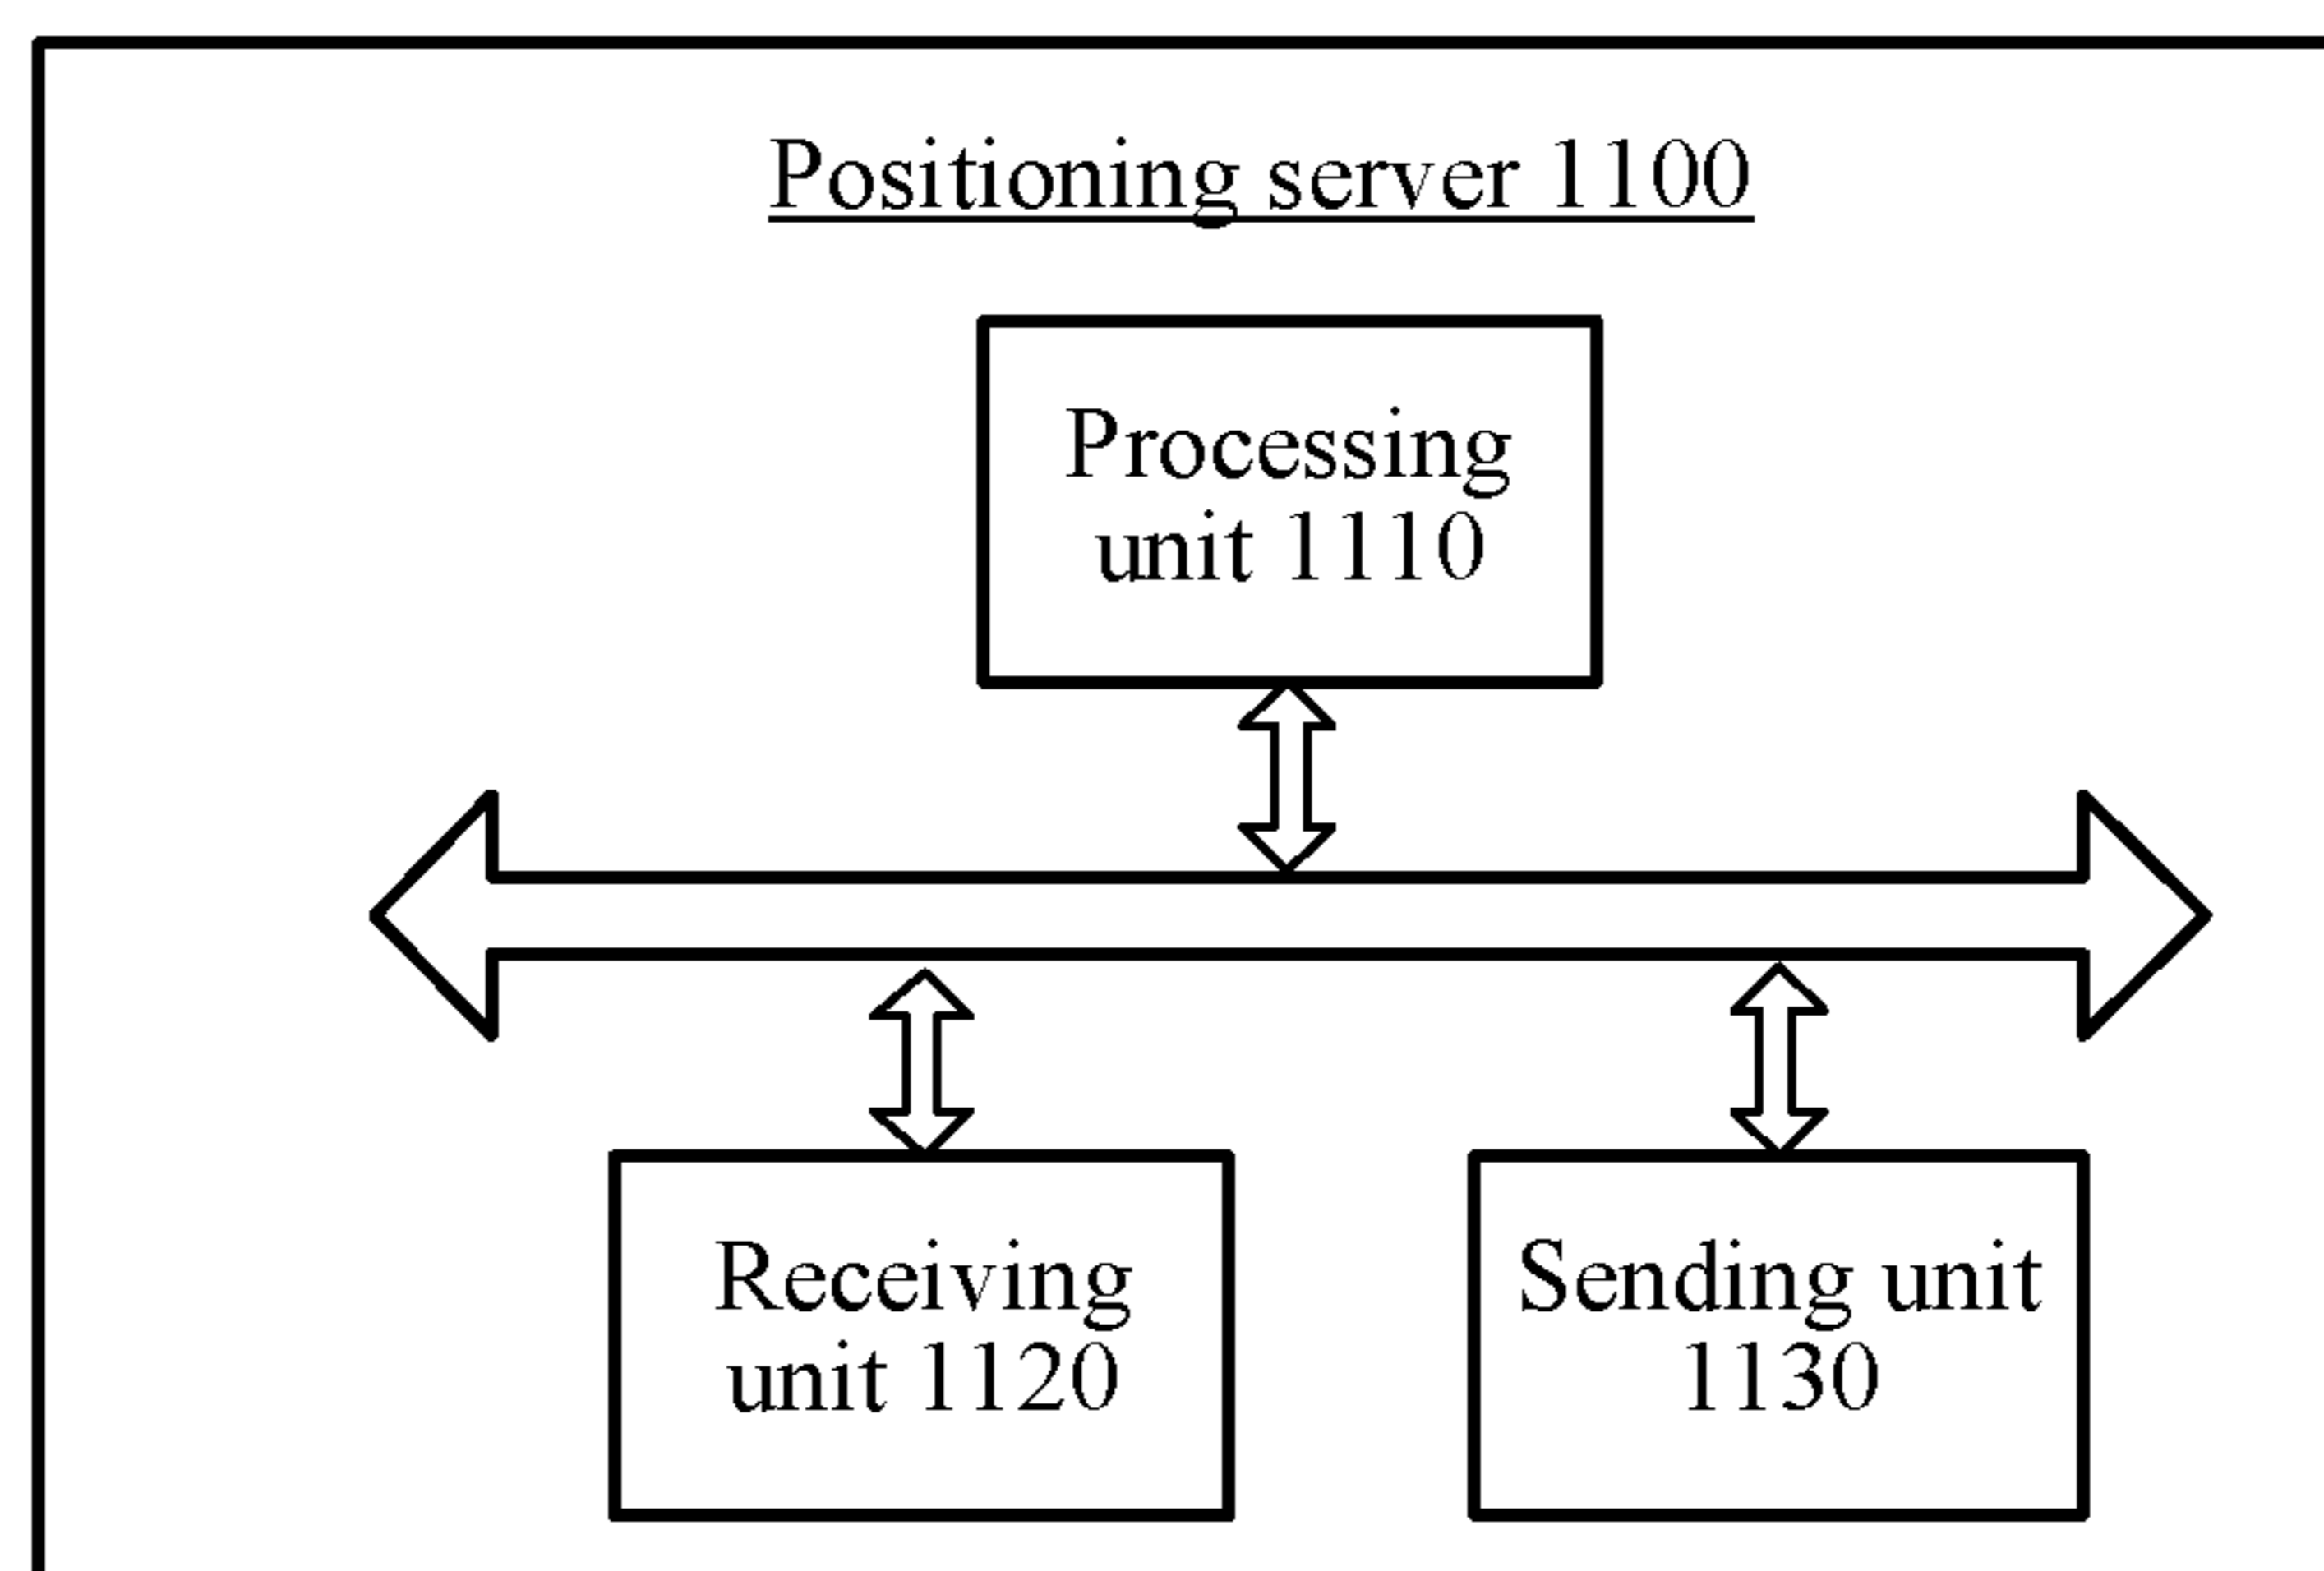 Positioning server 1100
Processing
unit 1110
Receiving
unit 1120
Sending unit
1130